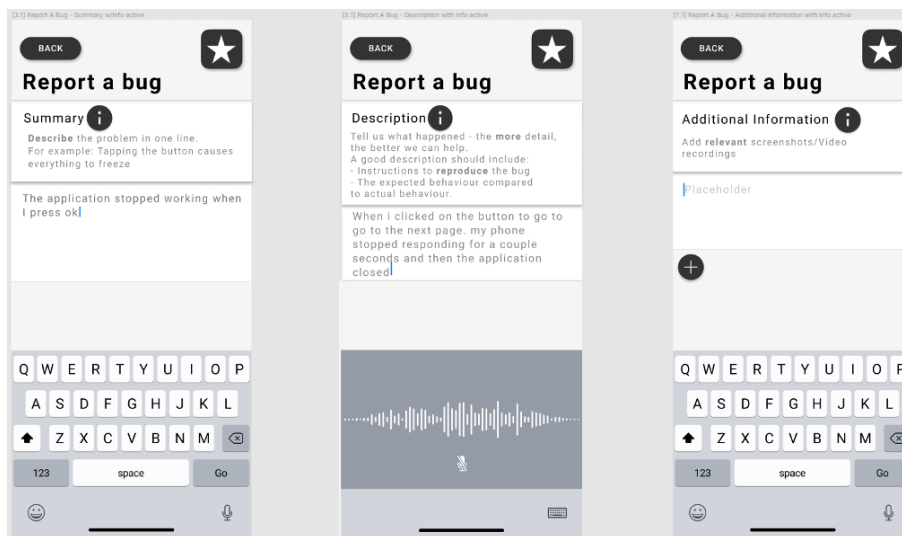 [3.1] Report A Bug - Summary w/info active
BACK
Report a bug
Summary
Describe the problem in one line.
For example: Tapping the button causes
everything to freeze
The application stopped working when
I press ok
Q W E R T Y U I O P
A S D F G H J K L
Z X C V B N M
123 space Go
[5.1] Report A Bug - Description with info active
BACK
Report a bug
Description
Tell us what happened - the more detail,
the better we can help.
A good description should include:
- Instructions to reproduce the bug
- The expected behaviour compared
to actual behaviour.
When i clicked on the button to go to
go to the next page. my phone
stopped responding for a couple
seconds and then the application
closed
[7.1] Report A Bug - Additional Information with info active
BACK
Report a bug
Additional Information
Add relevant screenshots/Video
recordings
Placeholder
Q W E R T Y U I O P
A S D F G H J K L
Z X C V B N M
123 space Go